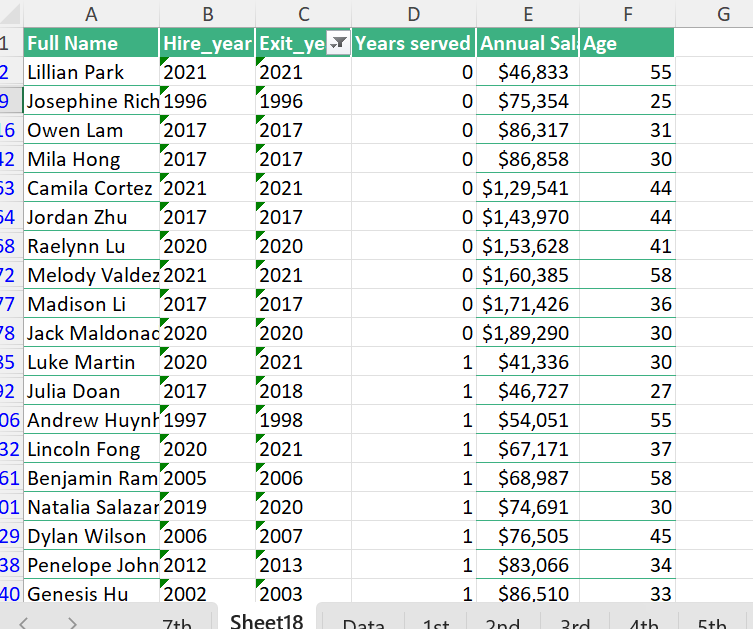 A B C D E F G
1 Full Name Hire_year Exit_ye Years served Annual Sal Age
2 Lillian Park 2021 2021 0 $46,833 55
9 Josephine Rich 1996 1996 0 $75,354 25
16 Owen Lam 2017 2017 0 $86,317 31
42 Mila Hong 2017 2017 0 $86,858 30
53 Camila Cortez 2021 2021 0 $1,29,541 44
54 Jordan Zhu 2017 2017 0 $1,43,970 44
58 Raelynn Lu 2020 2020 0 $1,53,628 41
72 Melody Valdez 2021 2021 0 $1,60,385 58
77 Madison Li 2017 2017 0 $1,71,426 36
78 Jack Maldonad 2020 2020 0 $1,89,290 30
85 Luke Martin 2020 2021 1 $41,336 30
92 Julia Doan 2017 2018 1 $46,727 27
06 Andrew Huynh 1997 1998 1 $54,051 55
32 Lincoln Fong 2020 2021 1 $67,171 37
61 Benjamin Ram 2005 2006 1 $68,987 58
01 Natalia Salazar 2019 2020 1 $74,691 30
29 Dylan Wilson 2006 2007 1 $76,505 45
38 Penelope John 2012 2013 1 $83,066 34
40 Genesis Hu 2002 2003 1 $86,510 33
7th Sheet18 Data 1st 2nd 3rd 4th 5th